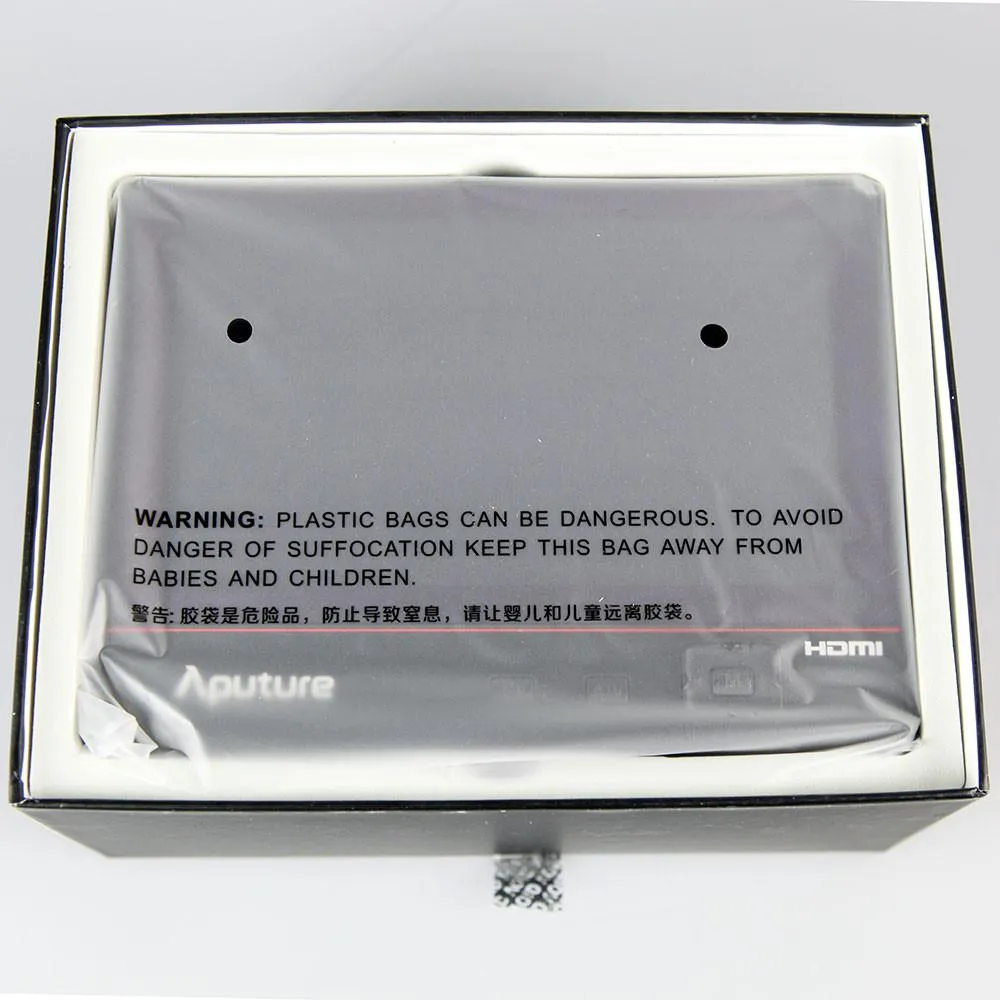 WARNING: PLASTIC BAGS CAN BE DANGEROUS. TO AVOID
DANGER OF SUFFOCATION KEEP THIS BAG AWAY FROM
BABIES AND CHILDREN.
警告: 胶袋是危险品，防止导致窒息，请让婴儿和儿童远离胶袋。
HDMI
Aputure